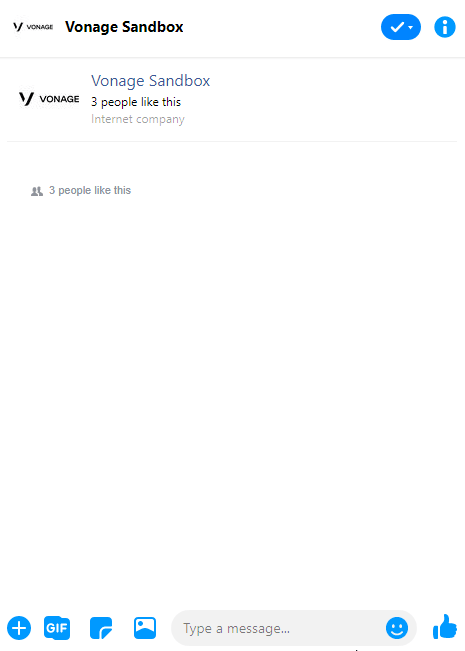 VONAGE Vonage Sandbox
VONAGE
Vonage Sandbox
3 people like this
Internet company
3 people like this
GIF
Type a message...